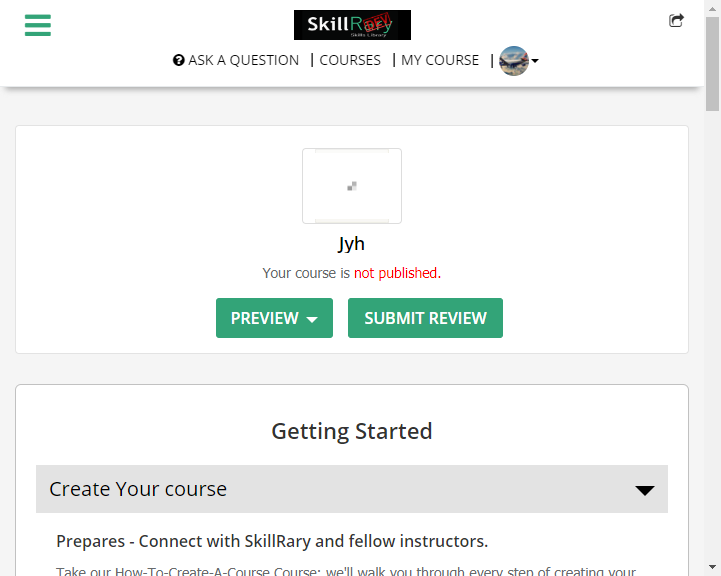 SkillRary
Skills Library
ASK A QUESTION | COURSES | MY COURSE |
Jyh
Your course is not published.
PREVIEW
SUBMIT REVIEW
Getting Started
Create Your course
Prepares - Connect with SkillRary and fellow instructors.
Take our How-To-Create-A-Course Course: we'll walk you through every step of creating your